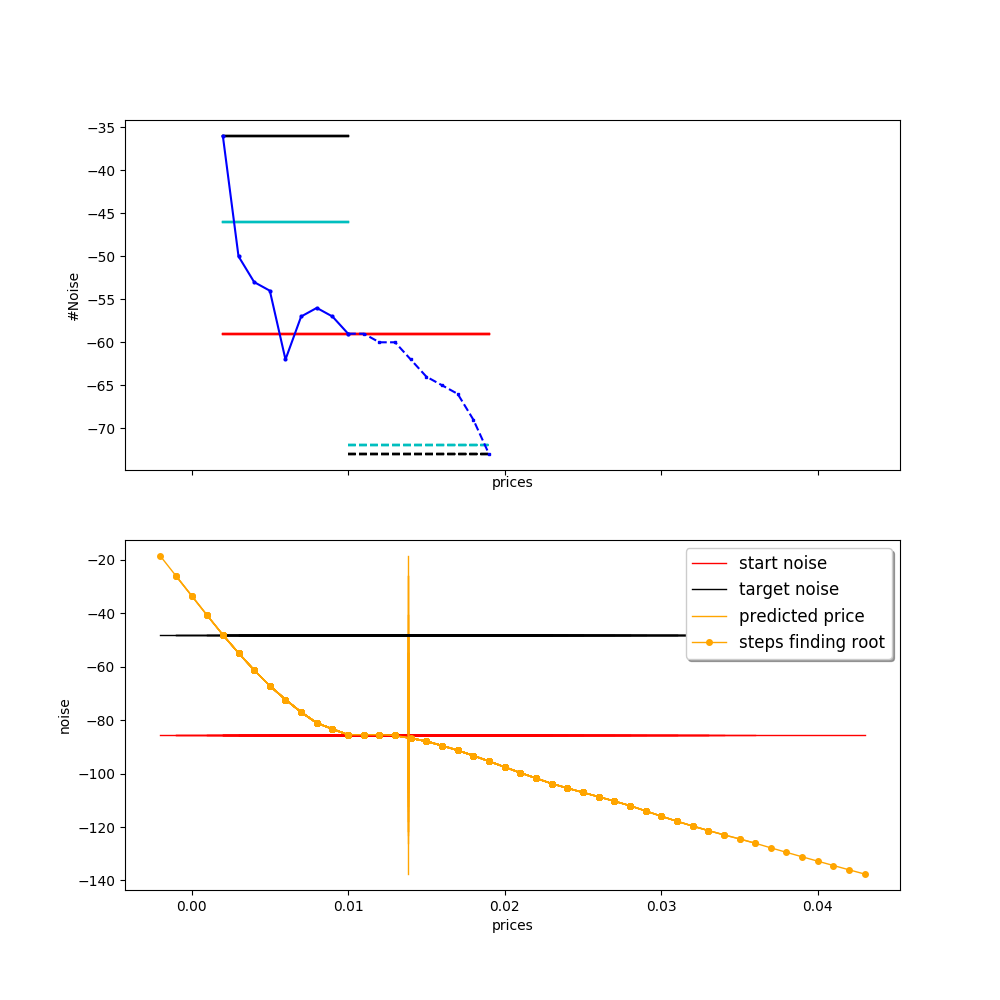 −35
−40
−45
−50
−55
−60
−65
−70
#Noise
prices
−20
−40
−60
−80
−100
−120
−140
noise
start noise
target noise
predicted price
steps finding root
0.00 0.01 0.02 0.03 0.04
prices